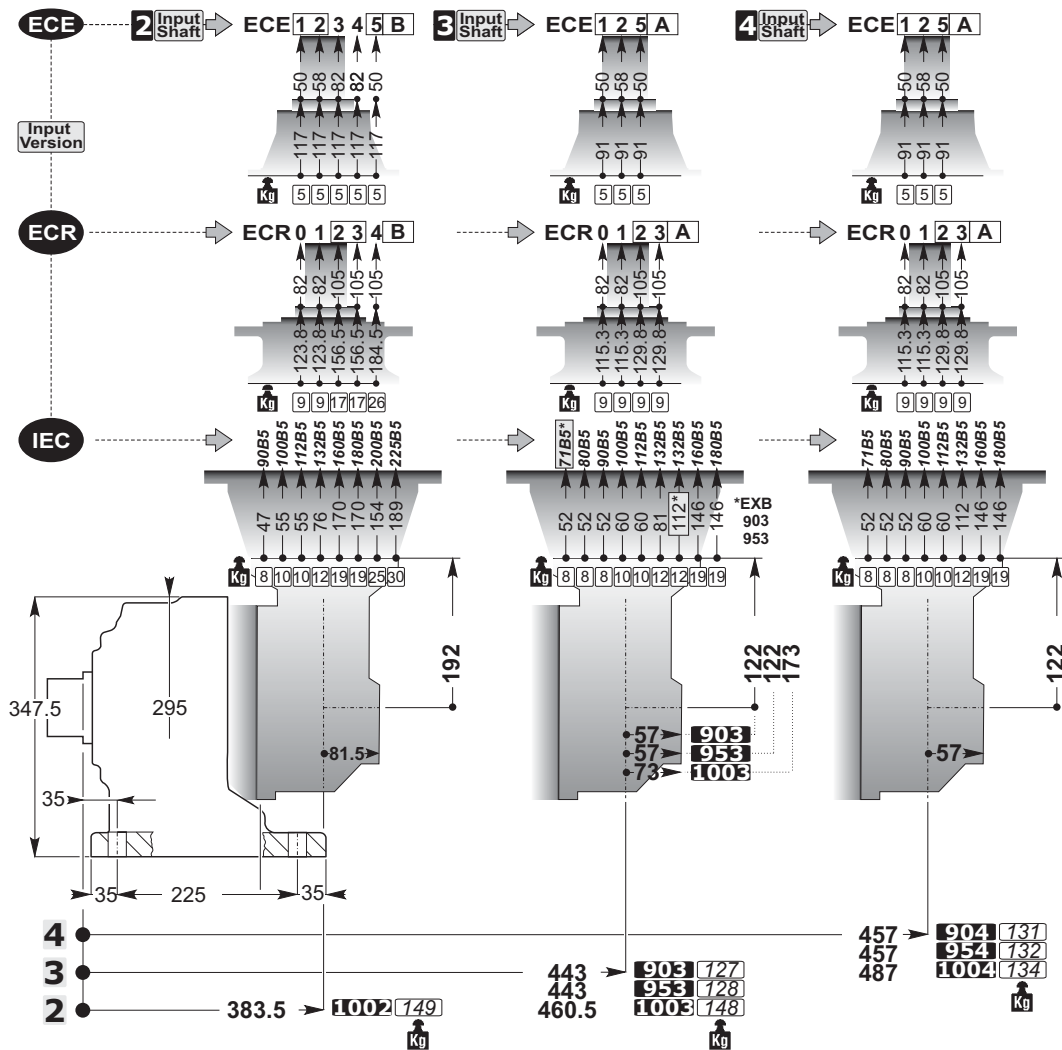 ECE 2 Input Shaft ECE 1 2 3 4 5 B 3 Input Shaft ECE 1 2 5 A 4 Input Shaft ECE 1 2 5 A
50 58 82 82 50 50 58 50 50 58 50
Input Version
117 117 117 117 117 91 91 91 91 91 91
Kg 5 5 5 5 5 Kg 5 5 5 Kg 5 5 5
ECR ECR 0 1 2 3 4 B ECR 0 1 2 3 A ECR 0 1 2 3 A
82 82 105 105 105 82 82 105 105 82 82 105 105
123.8 123.8 156.5 156.5 184.5 115.3 115.3 129.8 129.8 115.3 115.3 129.8 129.8
Kg 9 9 17 17 26 Kg 9 9 9 9 Kg 9 9 9 9
IEC 90B5 100B5 112B5 132B5 160B5 180B5 200B5 225B5 71B5* 80B5 90B5 100B5 112B5 132B5 132B5 160B5 180B5 71B5 80B5 90B5 100B5 112B5 132B5 160B5 180B5
47 55 55 76 170 170 154 189 52 52 52 60 60 81 112* 146 146 52 52 52 60 60 112 146 146
*EXB
903
953
Kg 8 10 10 12 19 19 25 30 Kg 8 8 8 10 10 12 12 19 19 Kg 8 8 8 10 10 12 19 19
192 122 122 173 122
347.5 295
57 903
81.5 57 953 57
73 1003
35
35 225 35
4 457 904 131
457 954 132
3 443 903 127 487 1004 134
443 953 128 Kg
2 383.5 1002 149 460.5 1003 148
Kg Kg